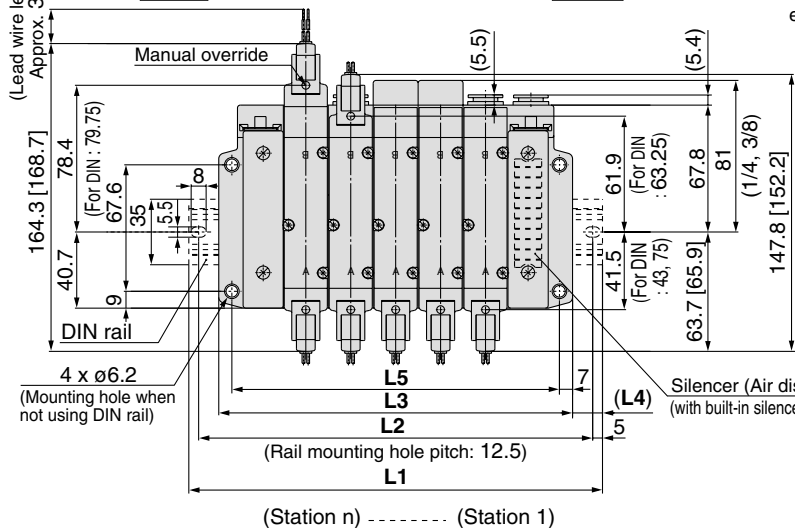 (Lead wire le
Approx. 3
Manual override
(5.5)
(5.4)
164.3 [168.7]
78.4
(For DIN : 79.75)
67.6
8
35
5.5
40.7
9
B B B B B
A A A A A
61.9
(For DIN
: 63.25)
67.8
81
(1/4, 3/8)
147.8 [152.2]
41.5
(For DIN
: 43, 75)
63.7 [65.9]
DIN rail
4 x ø6.2
(Mounting hole when
not using DIN rail)
L5
7
L3
(L4)
L2
5
(Rail mounting hole pitch: 12.5)
L1
Silencer (Air dis
(with built-in silence
(Station n) -------- (Station 1)
e